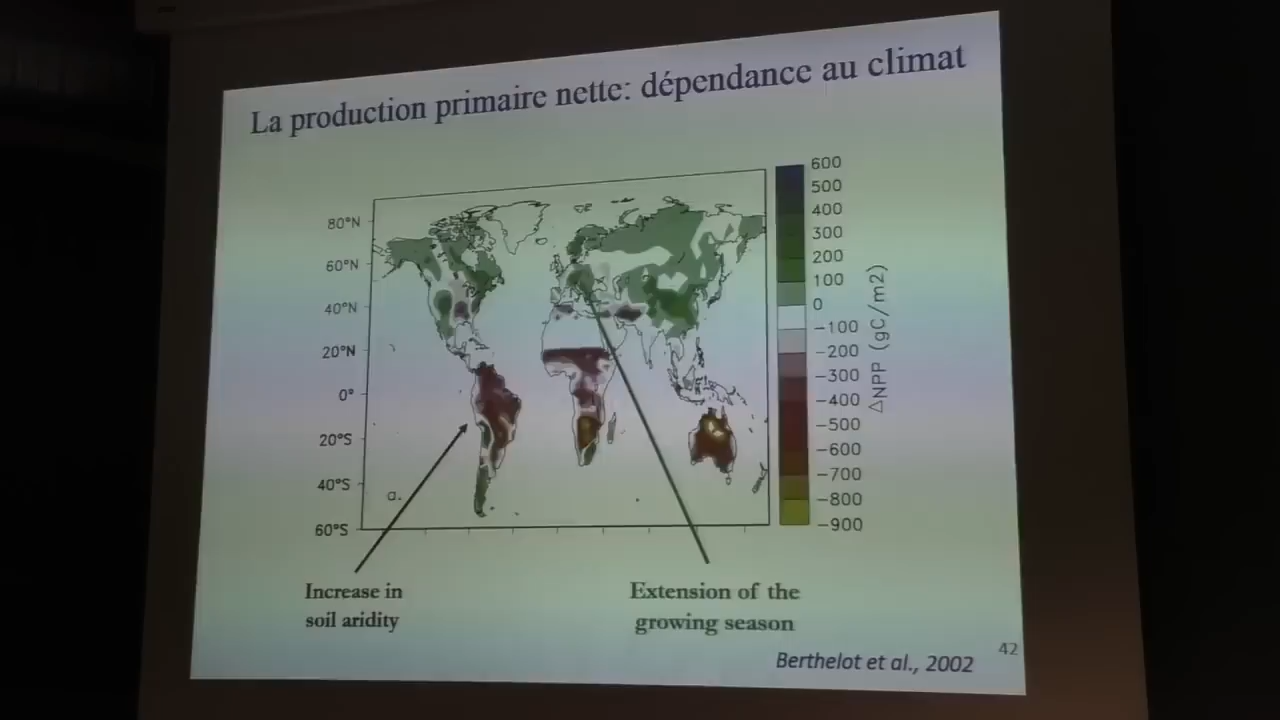 La production primaire nette: dépendance au climat
600
500
400
300
200
100
0
−100
−200
−300
−400
−500
−600
−700
−800
−900
ΔNPP (gC/m2)
80°N
60°N
40°N
20°N
0°
20°S
40°S
60°S
a.
Increase in
soil aridity
Extension of the
growing season
Berthelot et al., 2002
42